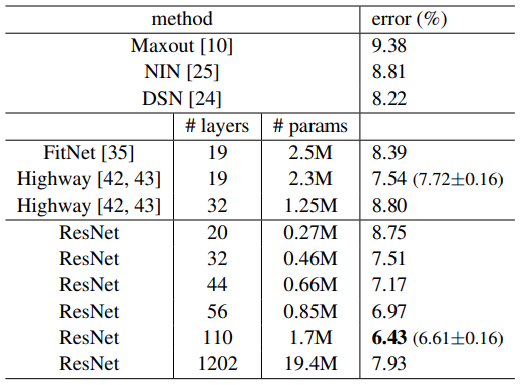 method error (%)
Maxout [10] 9.38
NIN [25] 8.81
DSN [24] 8.22
# layers # params
FitNet [35] 19 2.5M 8.39
Highway [42, 43] 19 2.3M 7.54 (7.72±0.16)
Highway [42, 43] 32 1.25M 8.80
ResNet 20 0.27M 8.75
ResNet 32 0.46M 7.51
ResNet 44 0.66M 7.17
ResNet 56 0.85M 6.97
ResNet 110 1.7M 6.43 (6.61±0.16)
ResNet 1202 19.4M 7.93